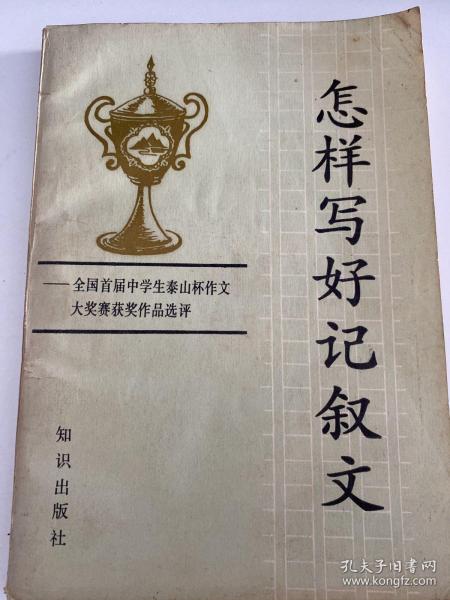 怎样写好记叙文
——全国首届中学生泰山杯作文
大奖赛获奖作品选评
知识出版社
孔夫子旧书网
www.kongfz.com